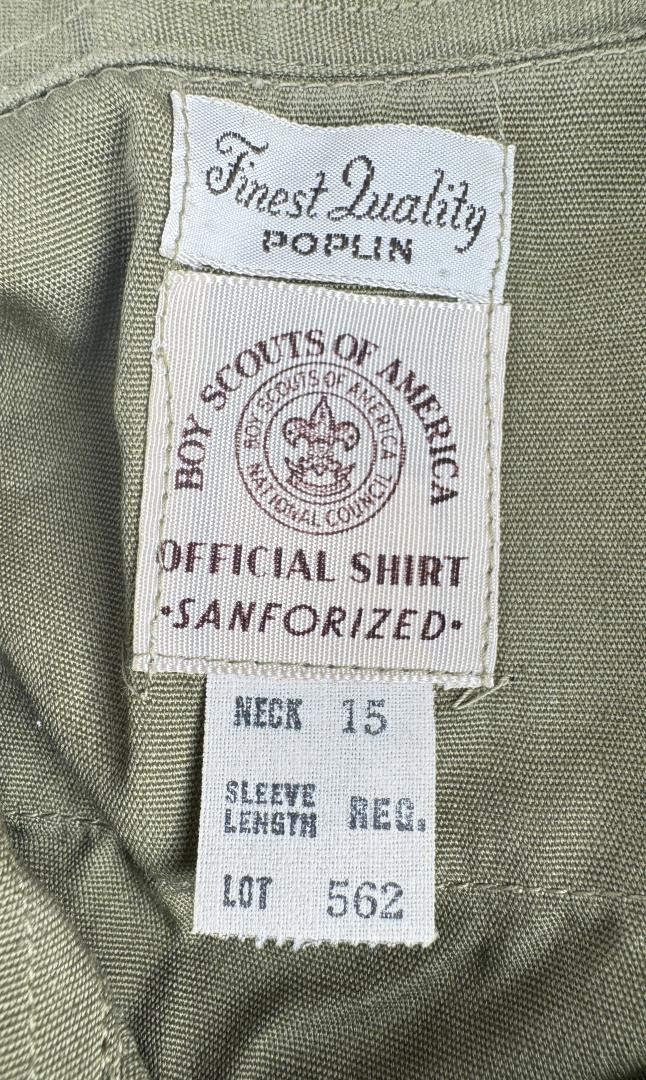 Finest Quality
POPLIN
BOY SCOUTS OF AMERICA
BOY SCOUTS OF AMERICA
NATIONAL COUNCIL
OFFICIAL SHIRT
•SANFORIZED•
NECK 15
SLEEVE
LENGTH REG.
LOT 562